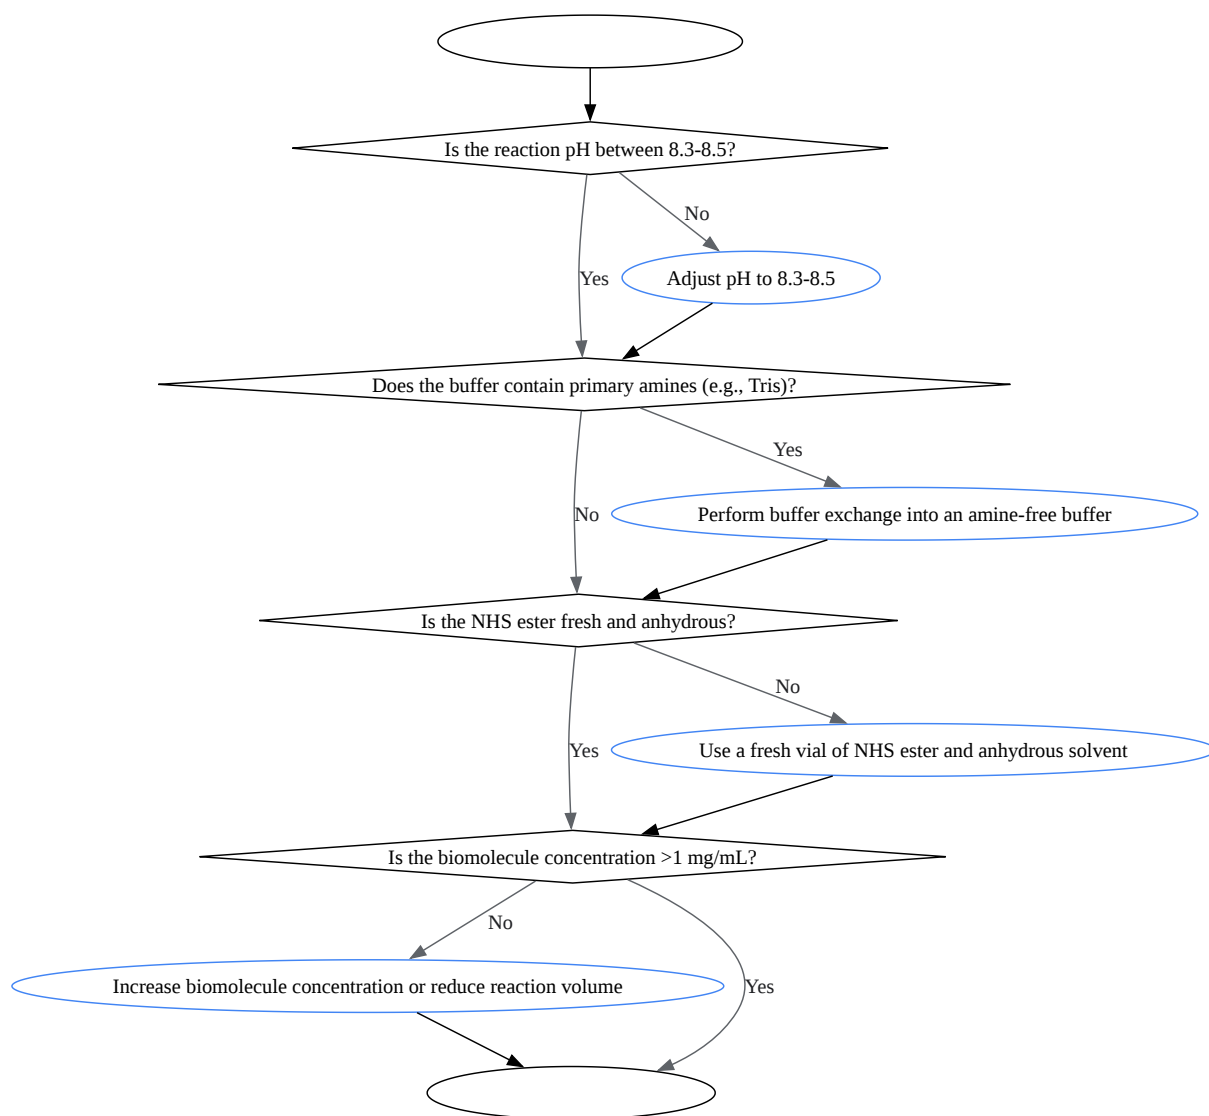 Is the reaction pH between 8.3-8.5?
No
Yes
Adjust pH to 8.3-8.5
Does the buffer contain primary amines (e.g., Tris)?
Yes
No
Perform buffer exchange into an amine-free buffer
Is the NHS ester fresh and anhydrous?
No
Yes
Use a fresh vial of NHS ester and anhydrous solvent
Is the biomolecule concentration >1 mg/mL?
No
Increase biomolecule concentration or reduce reaction volume
Yes